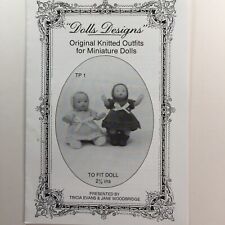 "Dolls Designs"
Original Knitted Outfits
for Miniature Dolls
TP 1
TO FIT DOLL
2½ ins
PRESENTED BY
TRICIA EVANS & JANE WOODBRIDGE